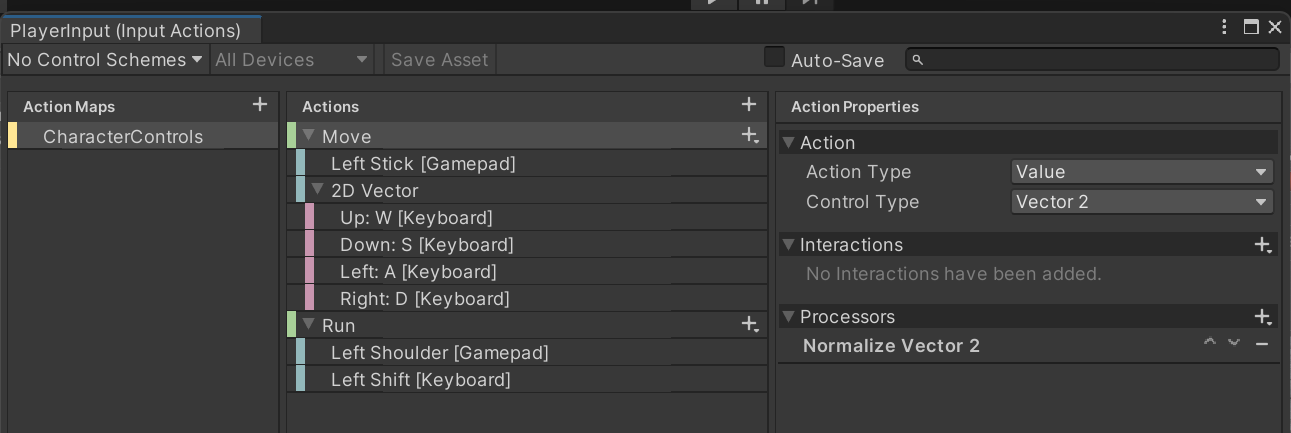 PlayerInput (Input Actions)
No Control Schemes All Devices Save Asset Auto-Save
Action Maps
CharacterControls
Actions
Move
Left Stick [Gamepad]
2D Vector
Up: W [Keyboard]
Down: S [Keyboard]
Left: A [Keyboard]
Right: D [Keyboard]
Run
Left Shoulder [Gamepad]
Left Shift [Keyboard]
Action Properties
Action
Action Type Value
Control Type Vector 2
Interactions
No Interactions have been added.
Processors
Normalize Vector 2